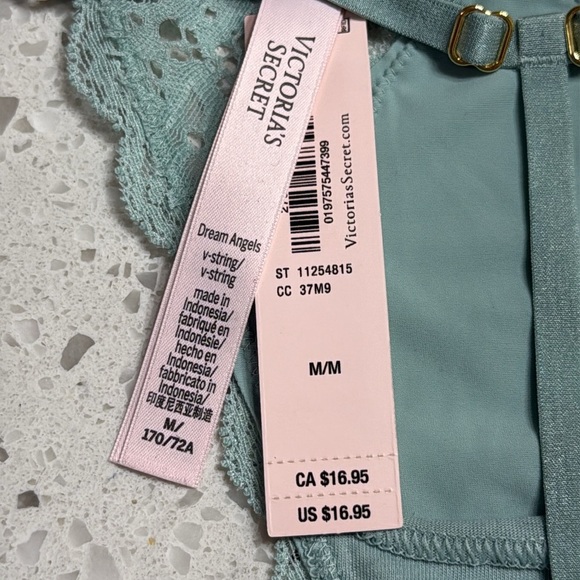 VICTORIA'S
SECRET
Dream Angels
v-string/
v-string
made in
Indonesia/
fabriqué en
Indonésie/
hecho en
Indonesia/
fabbricato in
Indonesia/
印度尼西亚制造
M/
170/72A
0197575447399
VictoriasSecret.com
ST 11254815
CC 37M9
M/M
CA $16.95
US $16.95